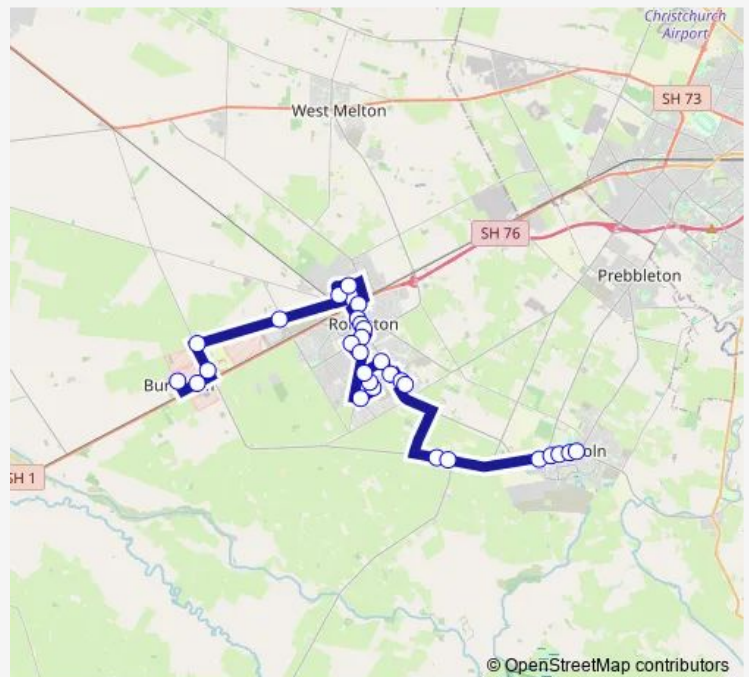 Christchurch
Airport
SH 73
West Melton
SH 76
Prebbleton
SH 1
© OpenStreetMap contributors